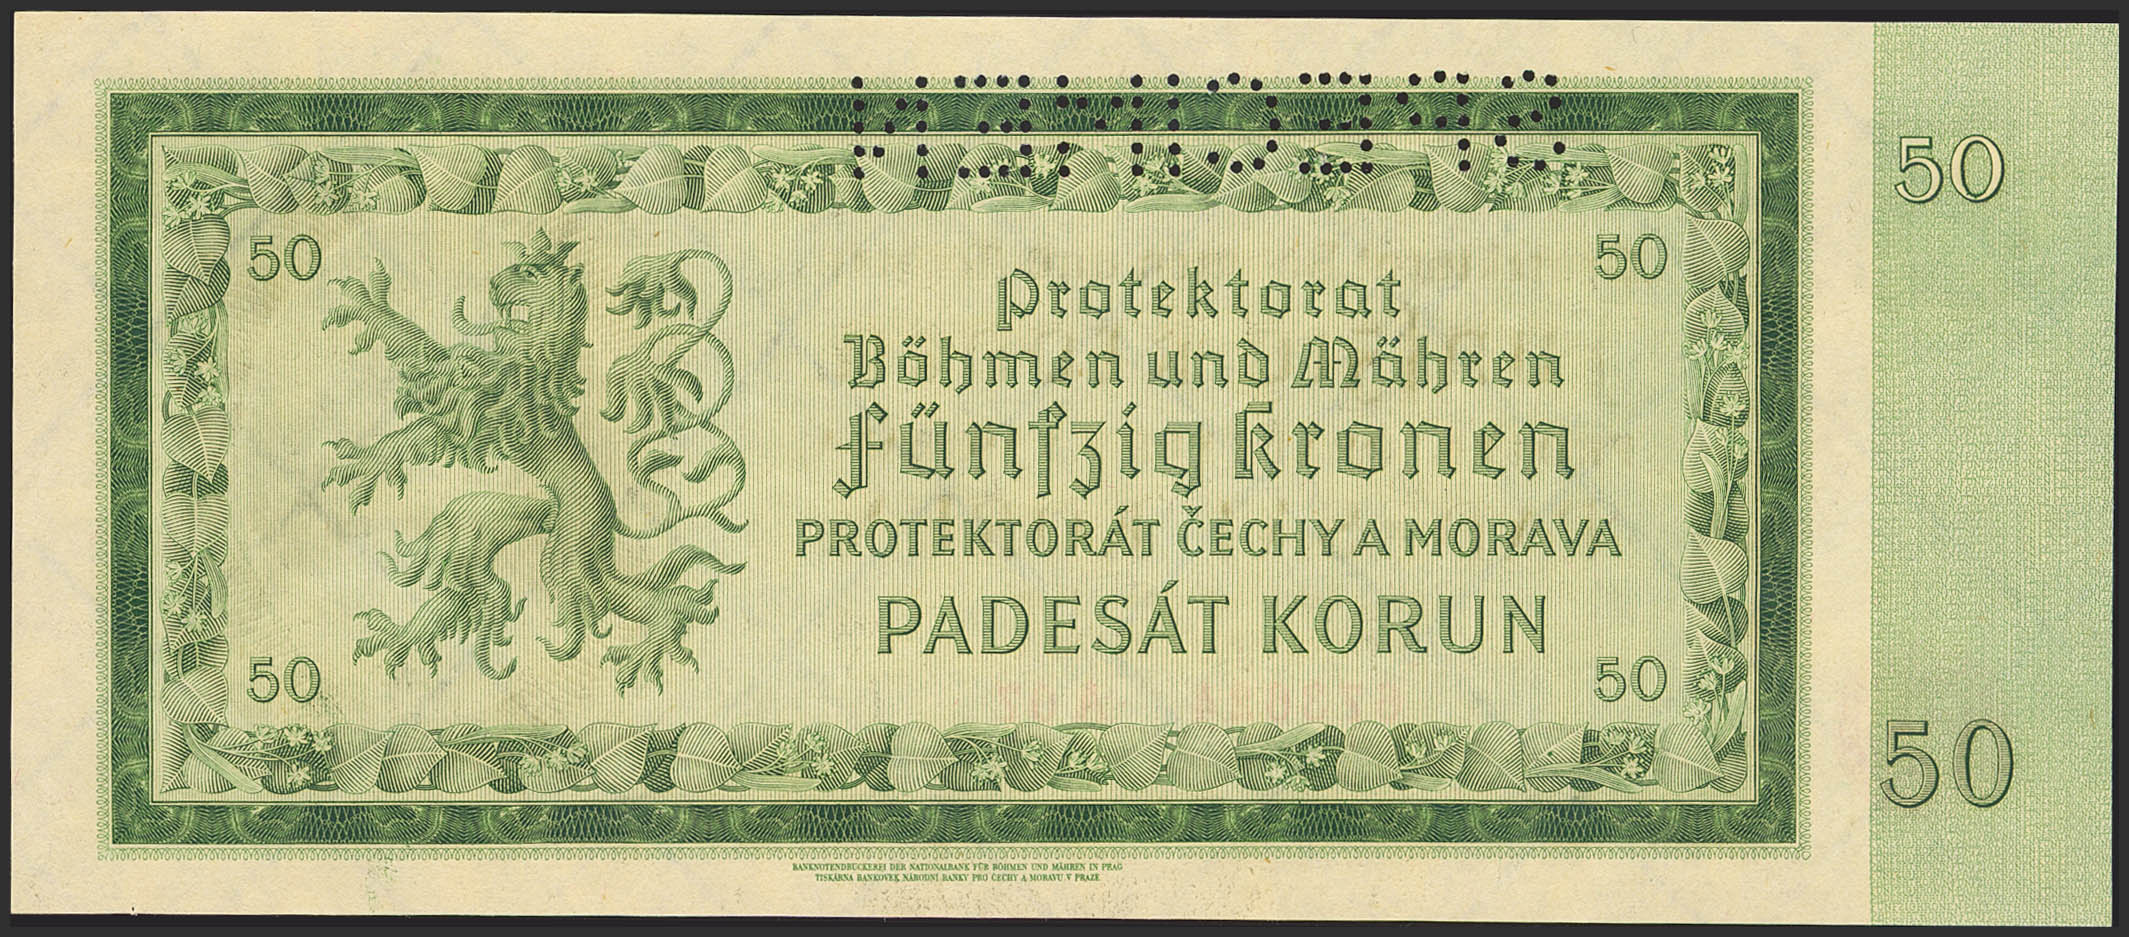 SPECIMEN
50
50
50
Protektorat
Böhmen und Mähren
Fünfzig Kronen
PROTEKTORÁT ČECHY A MORAVA
PADESÁT KORUN
50
50
50
BANKNOTENDRUCKEREI DER NATIONALBANK FÜR BÖHMEN UND MÄHREN IN PRAG
TISKÁRNA BANKOVEK NÁRODNÍ BANKY PRO ČECHY A MORAVU V PRAZE